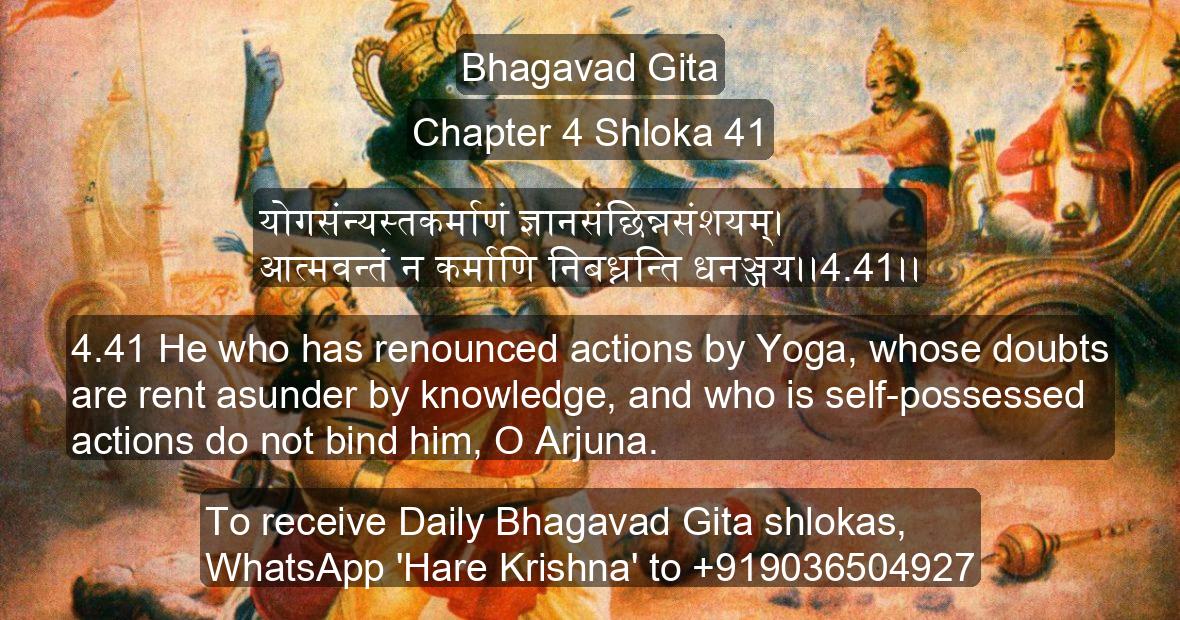 Bhagavad Gita
Chapter 4 Shloka 41
योगसंन्यस्तकर्माणं ज्ञानसंछिन्नसंशयम्।
आत्मवन्तं न कर्माणि निबध्नन्ति धनञ्जय।।4.41।।
4.41 He who has renounced actions by Yoga, whose doubts
are rent asunder by knowledge, and who is self-possessed
actions do not bind him, O Arjuna.
To receive Daily Bhagavad Gita shlokas,
WhatsApp 'Hare Krishna' to +919036504927